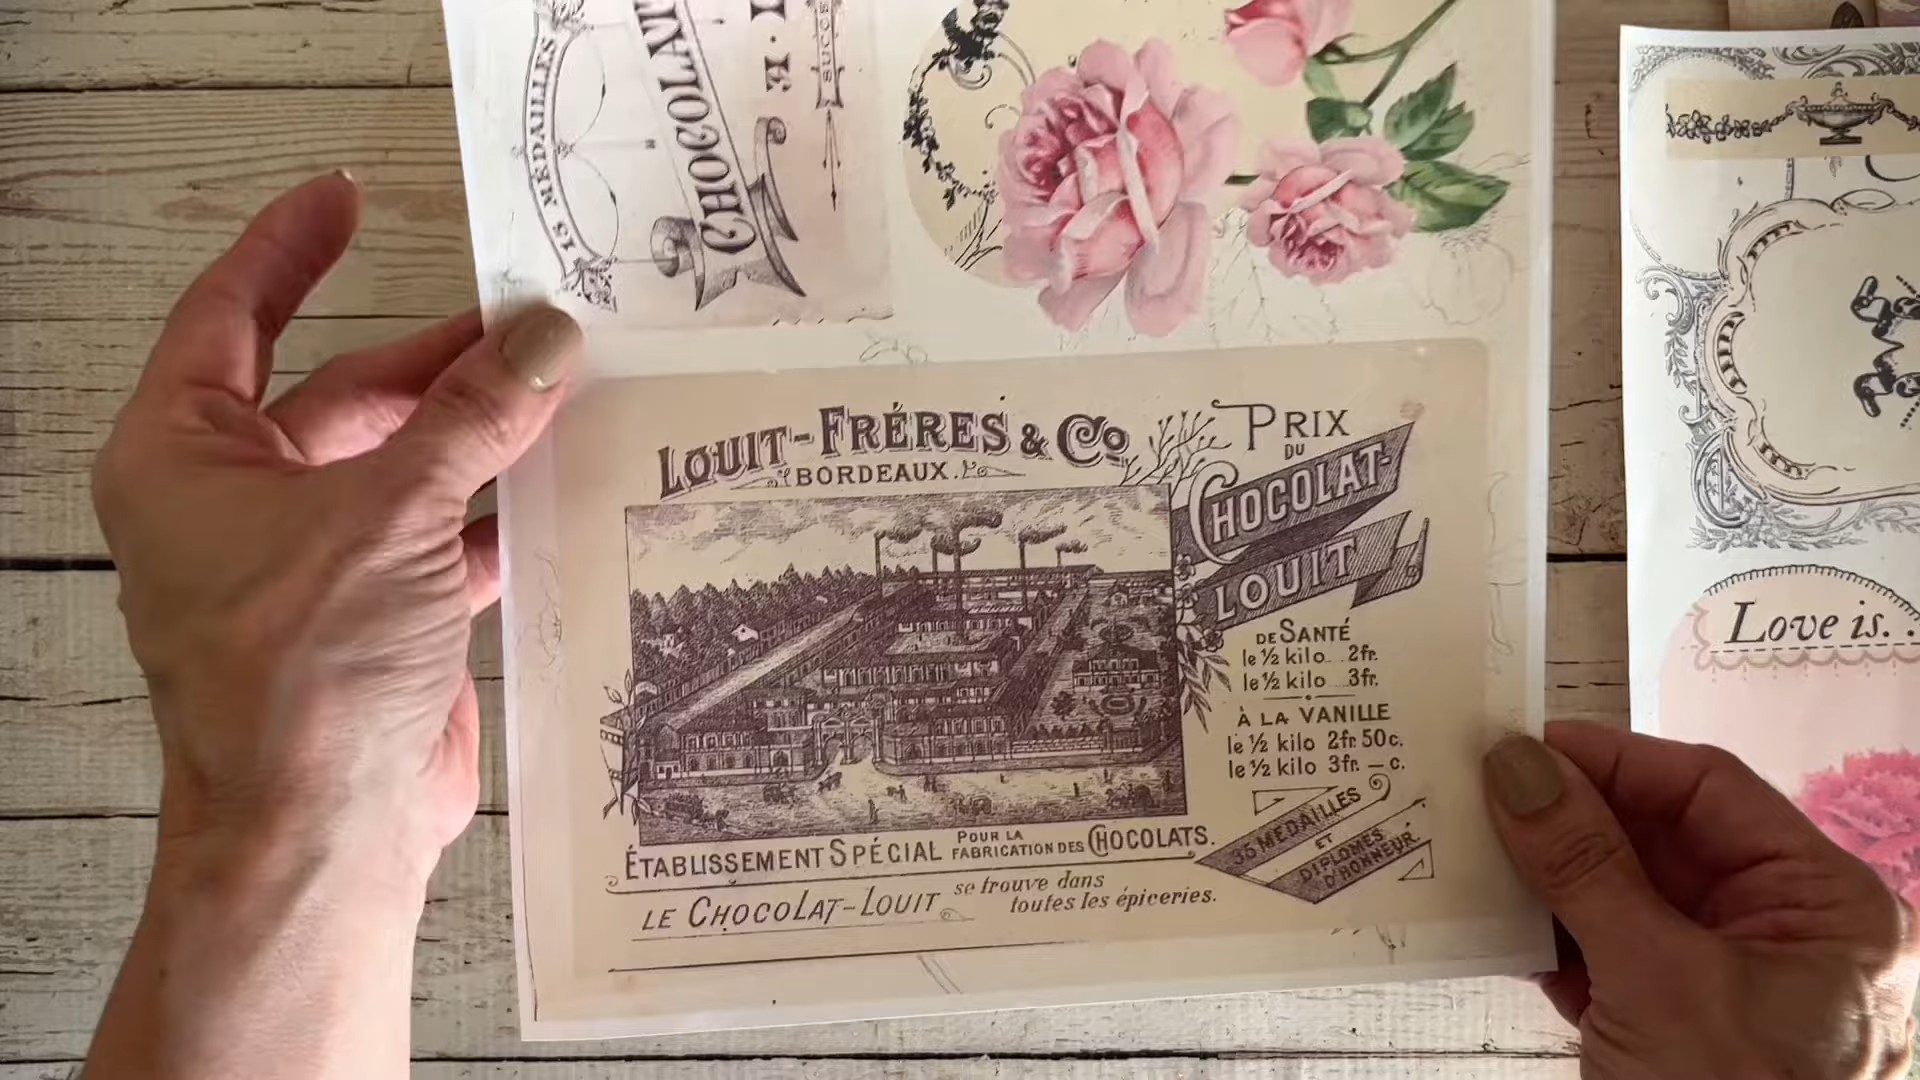 15 MÉDAILLES
CHOCOLAT
LOUIT-FRÉRES & Co
BORDEAUX.
PRIX
DU
CHOCOLAT-
LOUIT
DE SANTÉ
le ½ kilo.. 2fr.
le ½ kilo ..3fr.
À LA VANILLE
le ½ kilo 2fr. 50c.
le ½ kilo 3fr. — c.
35 MEDAILLES
ET
DIPLOMES
D'HONNEUR.
ÉTABLISSEMENT SPÉCIAL POUR LA
FABRICATION DES CHOCOLATS.
LE CHOCOLAT-LOUIT se trouve dans
toutes les épiceries.
Love is. .